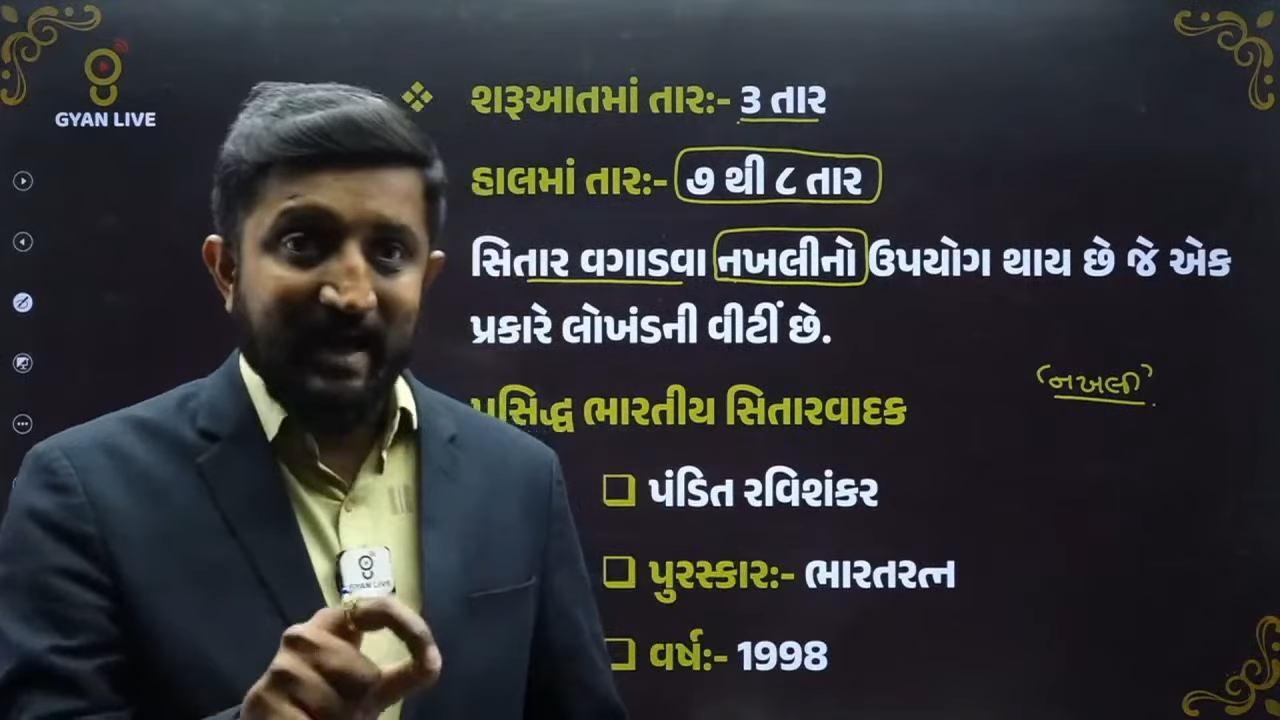 GYAN LIVE
શરૂઆતમાં તાર:- ૩ તાર
હાલમાં તાર:- ૭ થી ૮ તાર
સિતાર વગાડવા નખલીનો ઉપયોગ થાય છે જે એક
પ્રકારે લોખંડની વીટીં છે.
'નખલી'
પ્રસિદ્ધ ભારતીય સિતારવાદક
પંડિત રવિશંકર
પુરસ્કાર:- ભારતરત્ન
GYAN LIVE
વર્ષ:- 1998